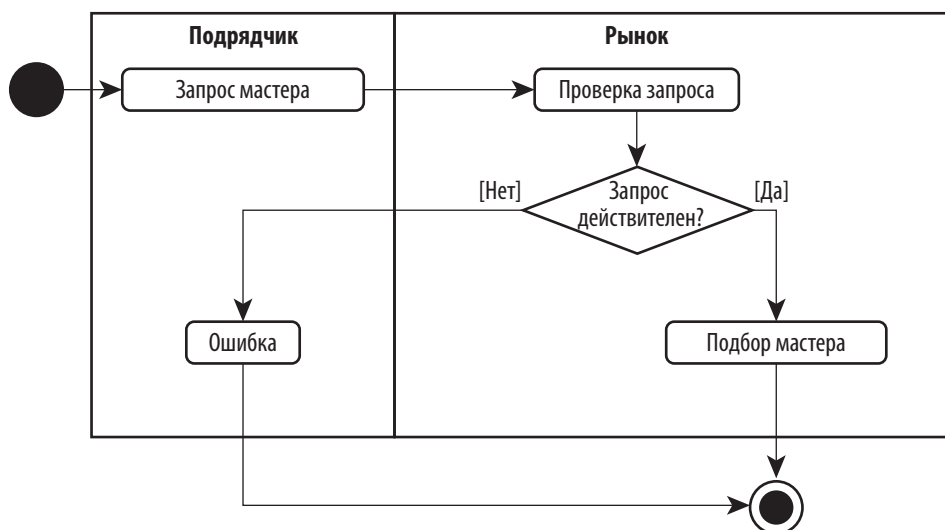 Подрядчик
Рынок
Запрос мастера
Проверка запроса
[Нет]
Запрос
действителен?
[Да]
Ошибка
Подбор мастера